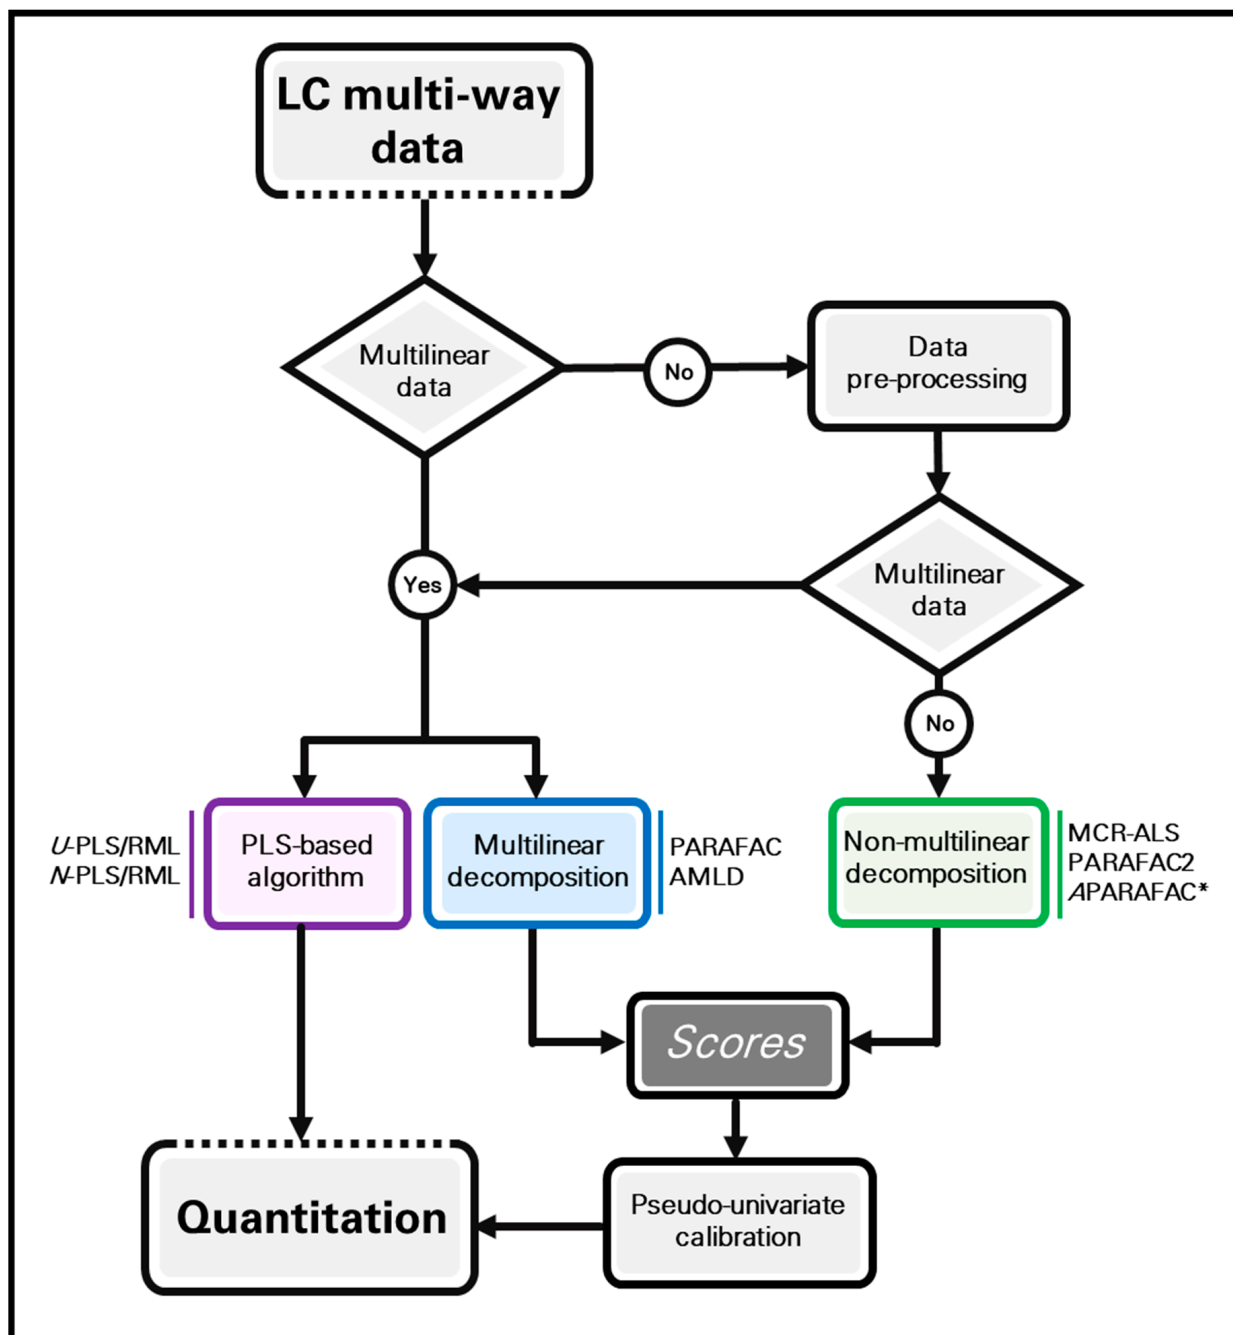 LC multi-way
data
Multilinear
data
No
Data
pre-processing
Yes
Multilinear
data
No
U-PLS/RML
N-PLS/RML
PLS-based
algorithm
Multilinear
decomposition
PARAFAC
AMLD
Non-multilinear
decomposition
MCR-ALS
PARAFAC2
APARAFAC*
Scores
Quantitation
Pseudo-univariate
calibration